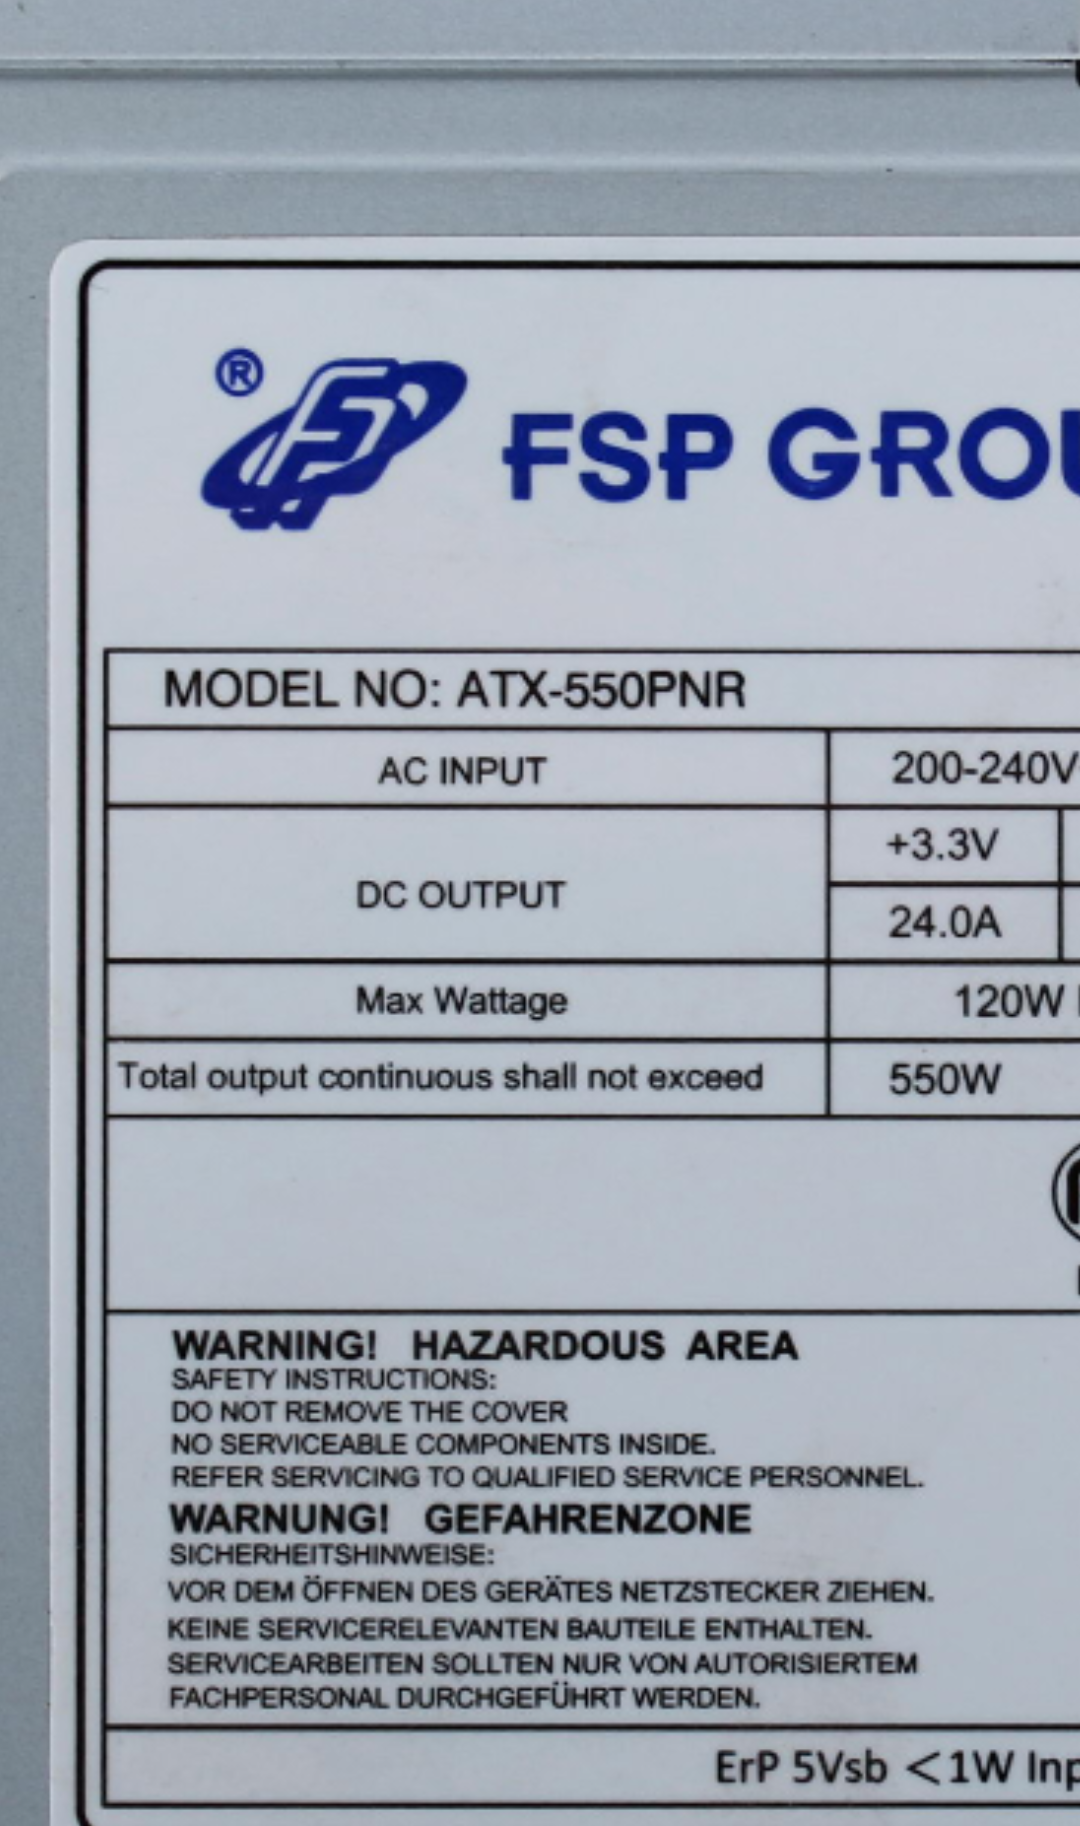 ®
FSP GROU
MODEL NO: ATX-550PNR
AC INPUT 200-240V
DC OUTPUT +3.3V
24.0A
Max Wattage 120W
Total output continuous shall not exceed 550W
WARNING! HAZARDOUS AREA
SAFETY INSTRUCTIONS:
DO NOT REMOVE THE COVER
NO SERVICEABLE COMPONENTS INSIDE.
REFER SERVICING TO QUALIFIED SERVICE PERSONNEL.
WARNUNG! GEFAHRENZONE
SICHERHEITSHINWEISE:
VOR DEM ÖFFNEN DES GERÄTES NETZSTECKER ZIEHEN.
KEINE SERVICERELEVANTEN BAUTEILE ENTHALTEN.
SERVICEARBEITEN SOLLTEN NUR VON AUTORISIERTEM
FACHPERSONAL DURCHGEFÜHRT WERDEN.
ErP 5Vsb <1W Inp